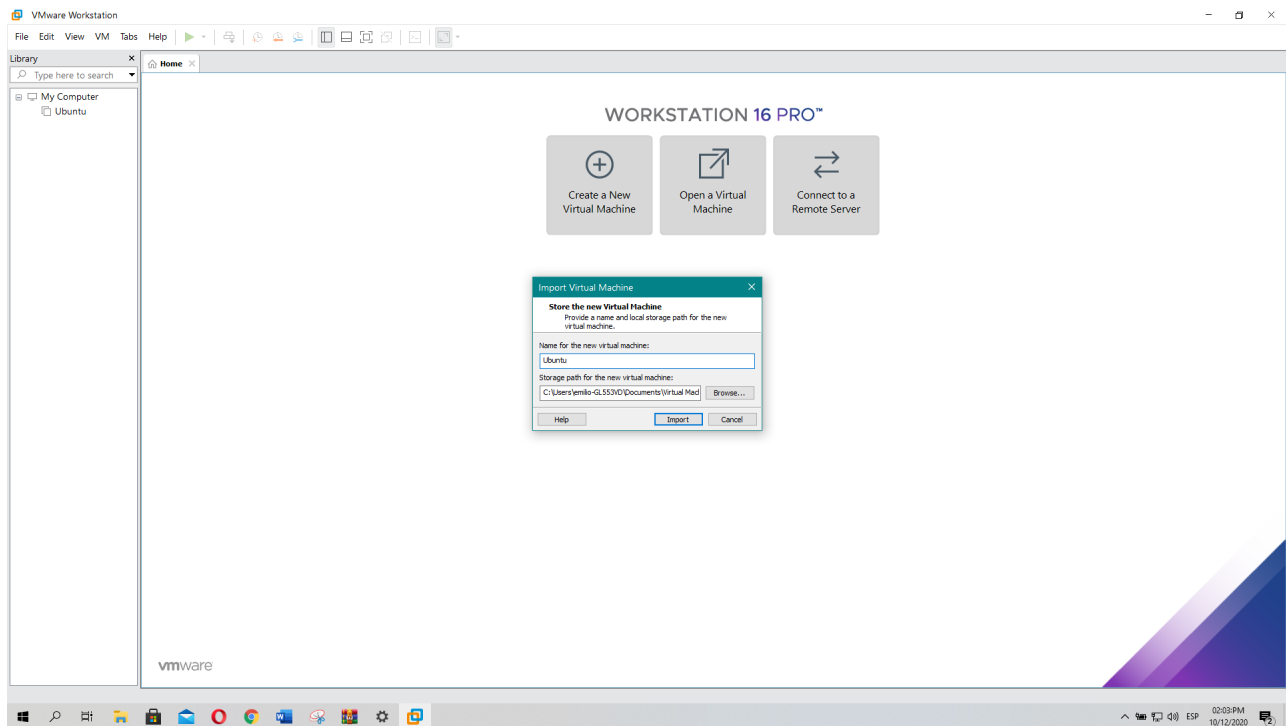 VMware Workstation
File Edit View VM Tabs Help
Library
Home
Type here to search
My Computer
Ubuntu
WORKSTATION 16 PRO™
Create a New
Virtual Machine
Open a Virtual
Machine
Connect to a
Remote Server
Import Virtual Machine
Store the new Virtual Machine
Provide a name and local storage path for the new
virtual machine.
Name for the new virtual machine:
Ubuntu
Storage path for the new virtual machine:
C:\Users\emilio-GL553VD\Documents\Virtual Mad
Browse...
Help Import Cancel
vmware
ESP
02:03:PM
10/12/2020
2